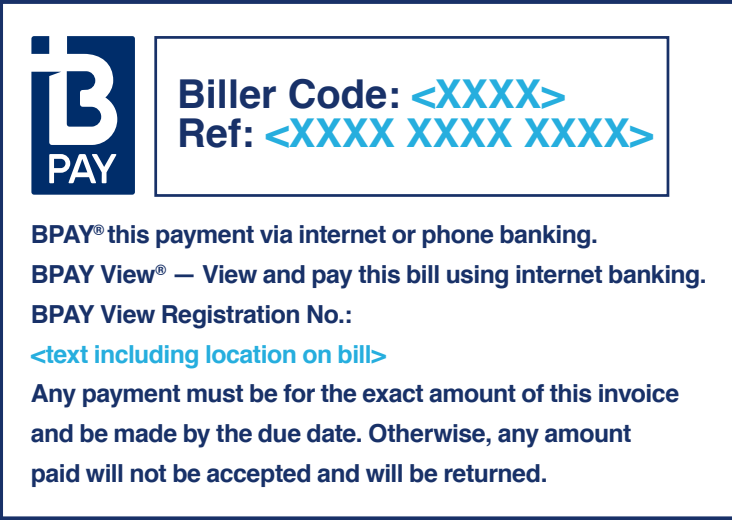 B
PAY
Biller Code: <XXXX>
Ref: <XXXX XXXX XXXX>
BPAY® this payment via internet or phone banking.
BPAY View® — View and pay this bill using internet banking.
BPAY View Registration No.:
<text including location on bill>
Any payment must be for the exact amount of this invoice
and be made by the due date. Otherwise, any amount
paid will not be accepted and will be returned.